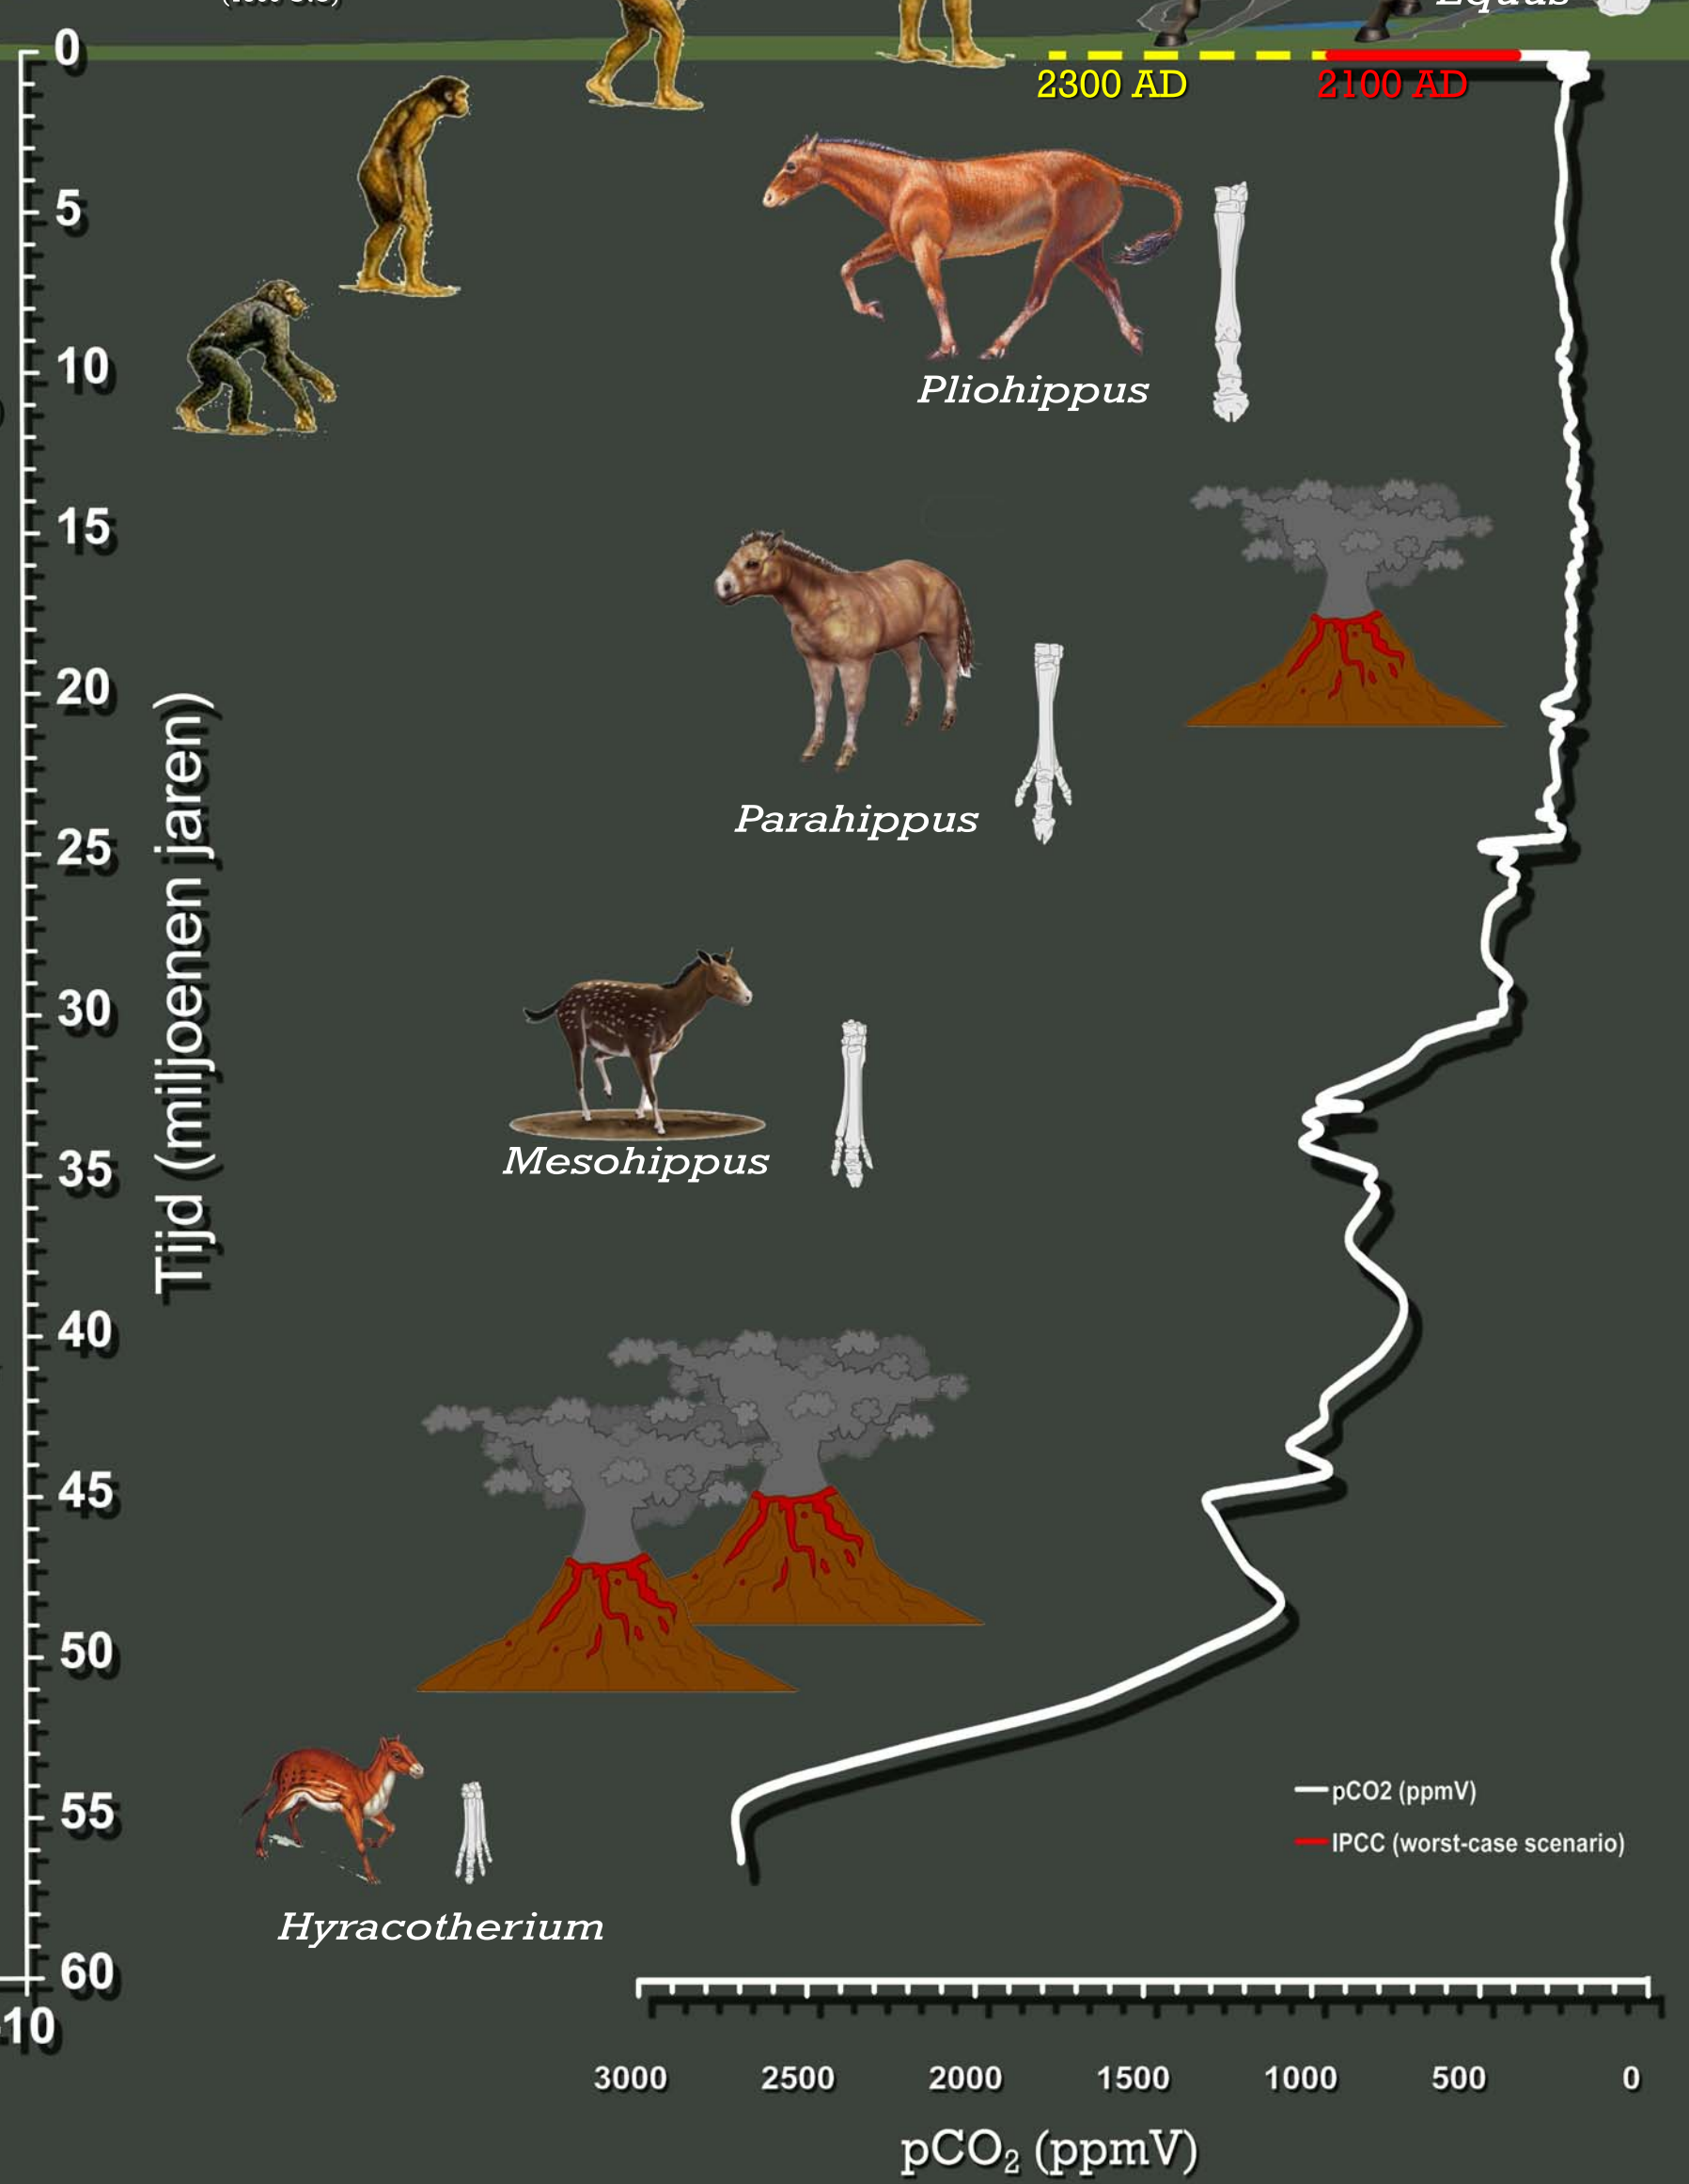 0
2300 AD
2100 AD
5
10
Pliohippus
15
20
Parahippus
25
30
Mesohippus
35
Tijd (miljoenen jaren)
40
45
50
55
pCO2 (ppmV)
IPCC (worst-case scenario)
Hyracotherium
60
10
3000 2500 2000 1500 1000 500 0
pCO₂ (ppmV)